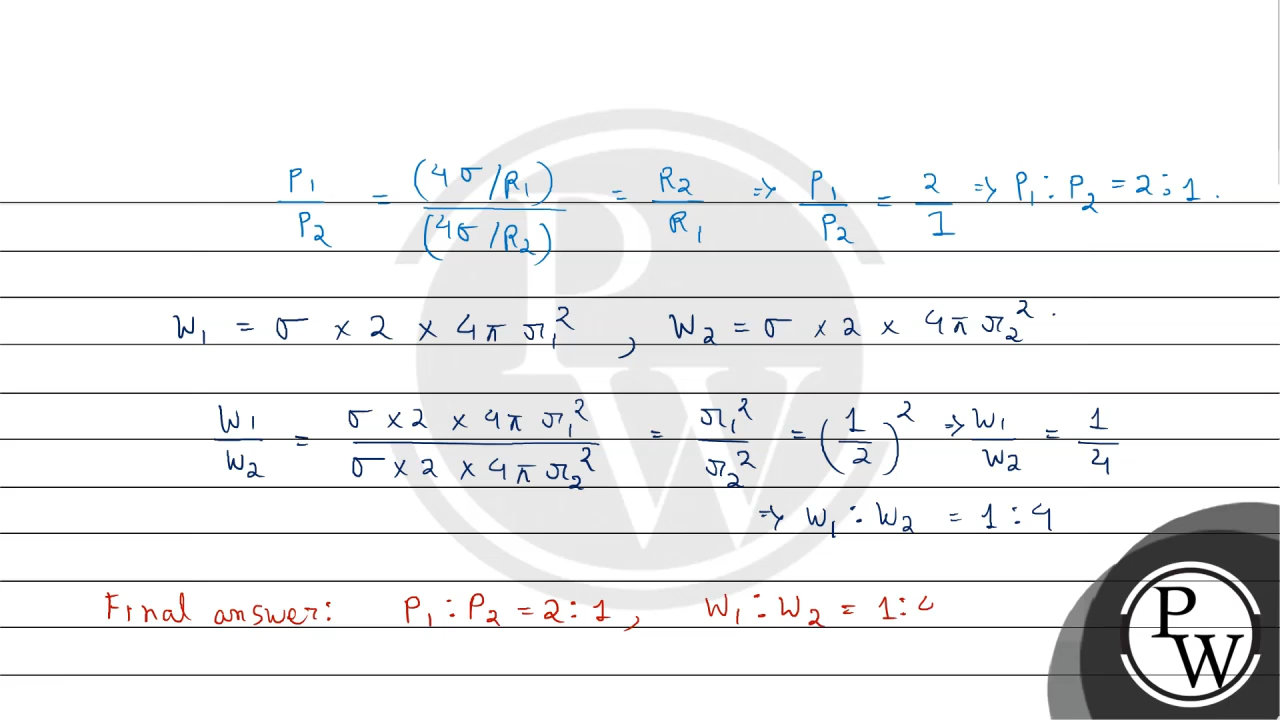 P₁/P₂ = (4σ/R₁)/(4σ/R₂) = R₂/R₁ ⇒ P₁/P₂ = 2/1 ⇒ P₁ : P₂ = 2 : 1 .
W₁ = σ × 2 × 4π r₁² , W₂ = σ × 2 × 4π r₂² .
W₁/W₂ = (σ × 2 × 4π r₁²)/(σ × 2 × 4π r₂²) = r₁²/r₂² = (1/2)² ⇒ W₁/W₂ = 1/4
⇒ W₁ : W₂ = 1 : 4
Final answer: P₁ : P₂ = 2 : 1 , W₁ : W₂ = 1 : 4
PW
PW